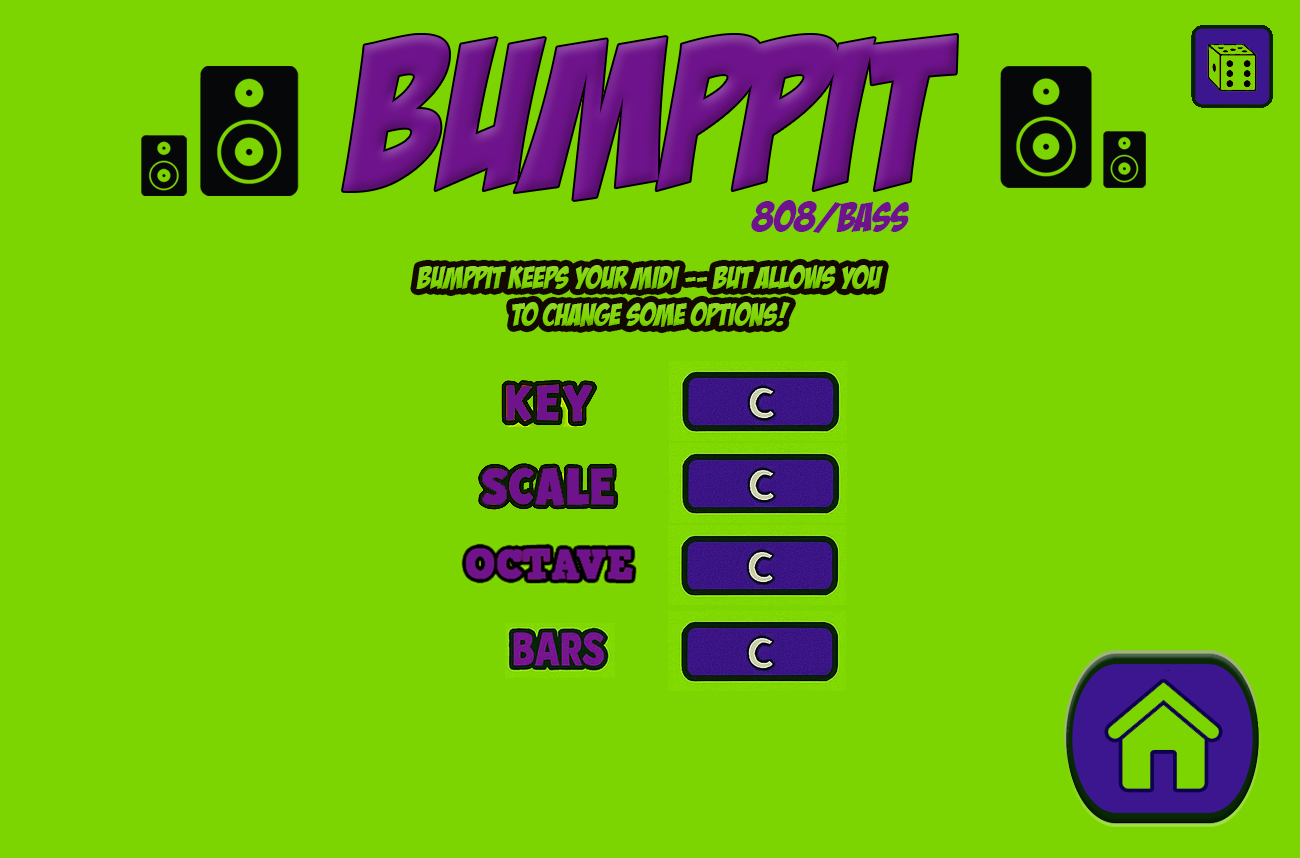 BUMPPIT
808/BASS
BUMPPIT KEEPS YOUR MIDI -- BUT ALLOWS YOU
TO CHANGE SOME OPTIONS!
KEY C
SCALE C
OCTAVE C
BARS C